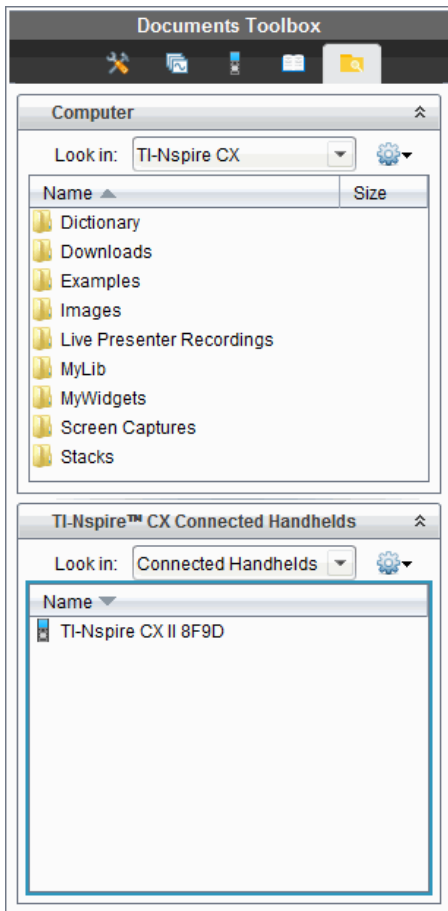 Documents Toolbox
Computer
Look in: TI-Nspire CX
Name Size
Dictionary
Downloads
Examples
Images
Live Presenter Recordings
MyLib
MyWidgets
Screen Captures
Stacks
TI-Nspire™ CX Connected Handhelds
Look in: Connected Handhelds
Name
TI-Nspire CX II 8F9D